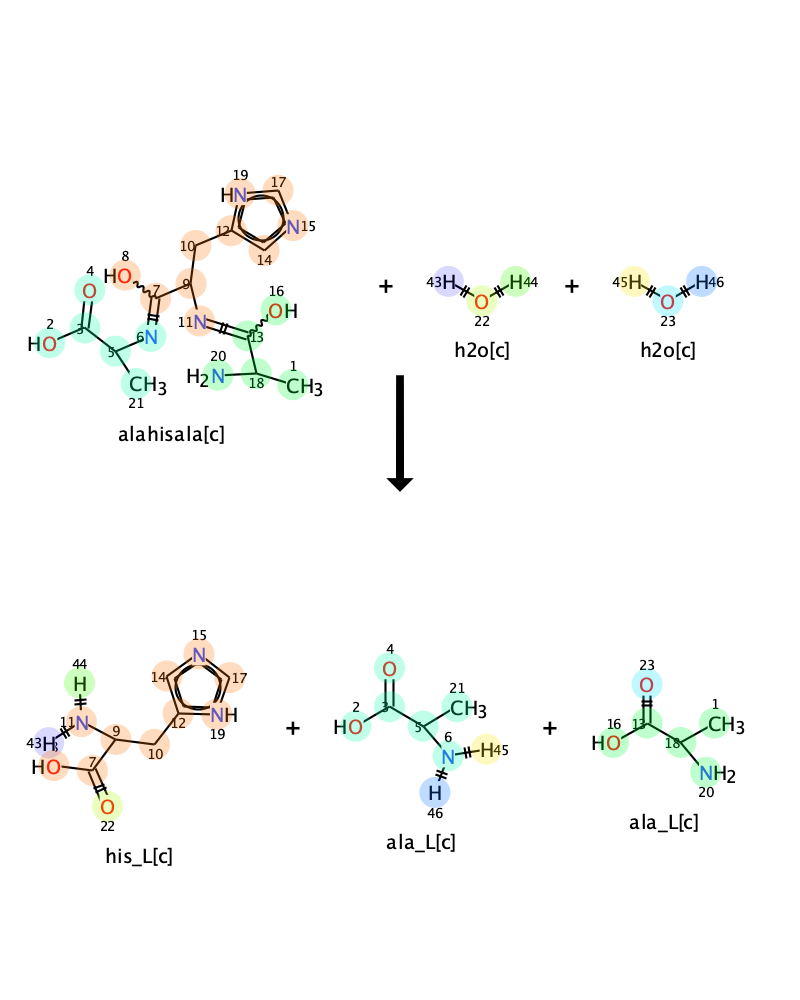 19
17
HN
12
N 15
10
14
8
HO
4
O
7
9
16
OH
2
HO
3
6
N
11
N
13
5
20
H2N
18
1
CH3
CH3
21
alahisala[c]
+
43 H
H 44
O
22
h2o[c]
+
45 H
H 46
O
23
h2o[c]
15
N
14
17
12
NH
19
44
H
11 N
43 H
9
10
HO
7
O
22
his_L[c]
+
4
O
2
HO
3
5
21
CH3
6
N
H 45
H
46
ala_L[c]
+
23
O
16
HO
13
18
1
CH3
NH2
20
ala_L[c]